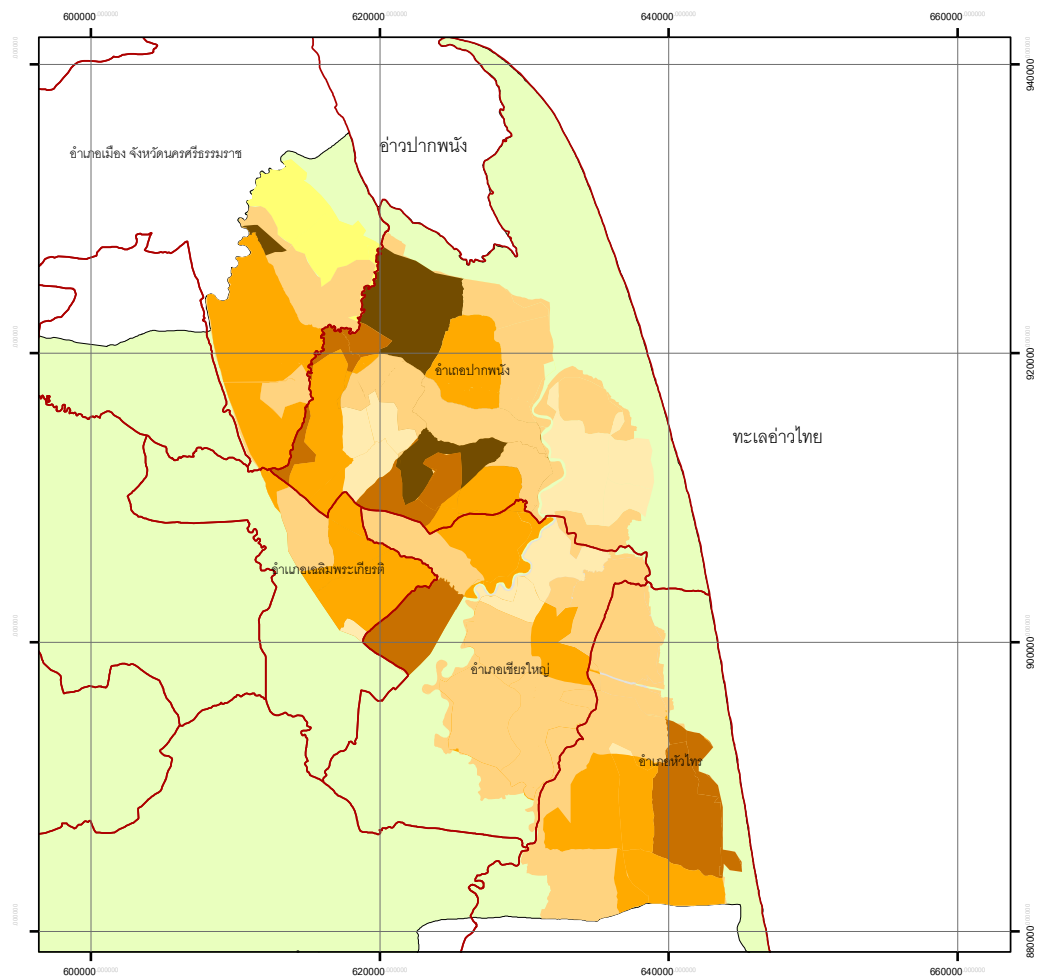 600000 620000 640000 660000
940000
อ่าวปากพนัง
อำเภอเมือง จังหวัดนครศรีธรรมราช
920000
อำเถอปากพนัง
ทะเลอ่าวไทย
อำแเกอเฉลิมพระเกียรติ
900000
อำเภอเชียรใหญ่
อำเภอหัวไทร
880000
600000 620000 640000 660000